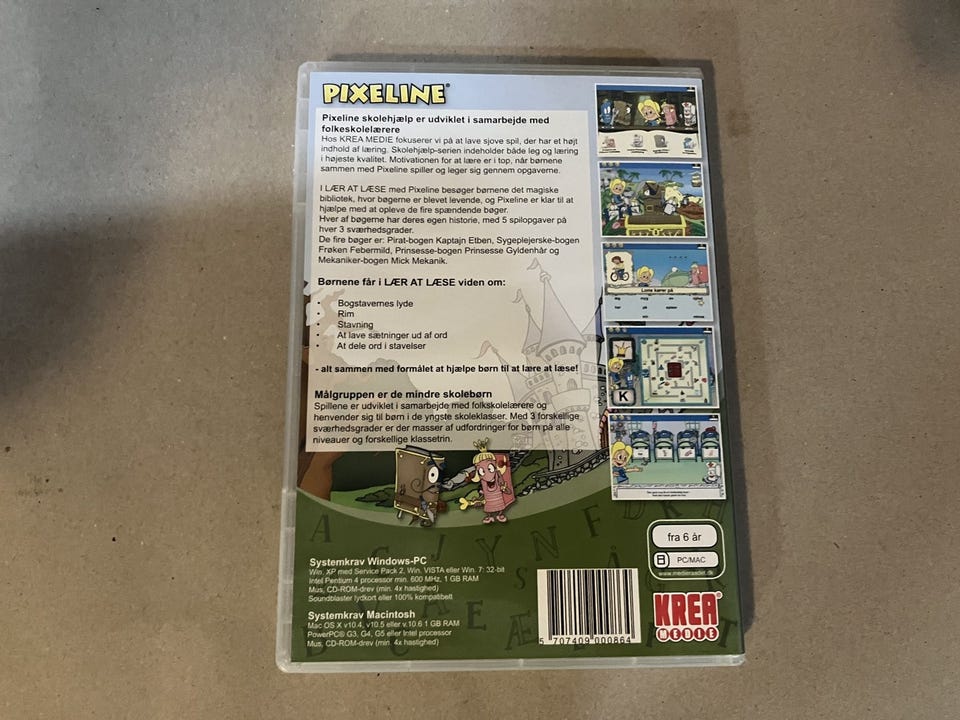 PIXELINE®
Pixeline skolehjælp er udviklet i samarbejde med
folkeskolelærere
Hos KREA MEDIE fokuserer vi på at lave sjove spil, der har et højt
indhold af læring. Skolehjælp-serien indeholder både leg og læring
i højeste kvalitet. Motivationen for at lære er i top, når børnene
sammen med Pixeline spiller og leger sig gennem opgaverne.
I LÆR AT LÆSE med Pixeline besøger børnene det magiske
bibliotek, hvor bøgerne er blevet levende, og Pixeline er klar til at
hjælpe med at opleve de fire spændende bøger.
Hver af bøgerne har deres egen historie, med 5 spilopgaver på
hver 3 sværhedsgrader.
De fire bøger er: Pirat-bogen Kaptajn Etben, Sygeplejerske-bogen
Frøken Febermild, Prinsesse-bogen Prinsesse Gyldenhår og
Mekaniker-bogen Mick Mekanik.
Børnene får i LÆR AT LÆSE viden om:
• Bogstavernes lyde
• Rim
• Stavning
• At lave sætninger ud af ord
• At dele ord i stavelser
- alt sammen med formålet at hjælpe børn til at lære at læse!
Målgruppen er de mindre skolebørn
Spillene er udviklet i samarbejde med folkskolelærere og
henvender sig til børn i de yngste skoleklasser. Med 3 forskellige
sværhedsgrader er der masser af udfordringer for børn på alle
niveauer og forskellige klassetrin.
K
fra 6 år
PC/MAC
www.medieraadet.dk
KREA
MEDIE
Systemkrav Windows-PC
Win. XP med Service Pack 2, Win. VISTA eller Win. 7: 32-bit
Intel Pentium 4 processor min. 600 MHz, 1 GB RAM
Mus, CD-ROM-drev (min. 4x hastighed)
Soundblaster lydkort eller 100% kompatibelt
Systemkrav Macintosh
Mac OS X v10.4, v10.5 eller v.10.6 1 GB RAM
PowerPC® G3, G4, G5 eller Intel processor
Mus, CD-ROM-drev (min. 4x hastighed)
5 707409 000864